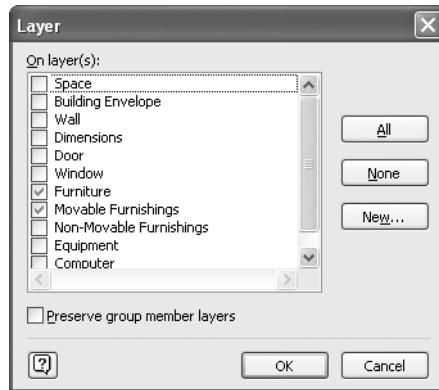 Layer
On layer(s):
Space
Building Envelope
Wall
Dimensions
Door
Window
Furniture
Movable Furnishings
Non-Movable Furnishings
Equipment
Computer
All
None
New...
Preserve group member layers
?
OK
Cancel